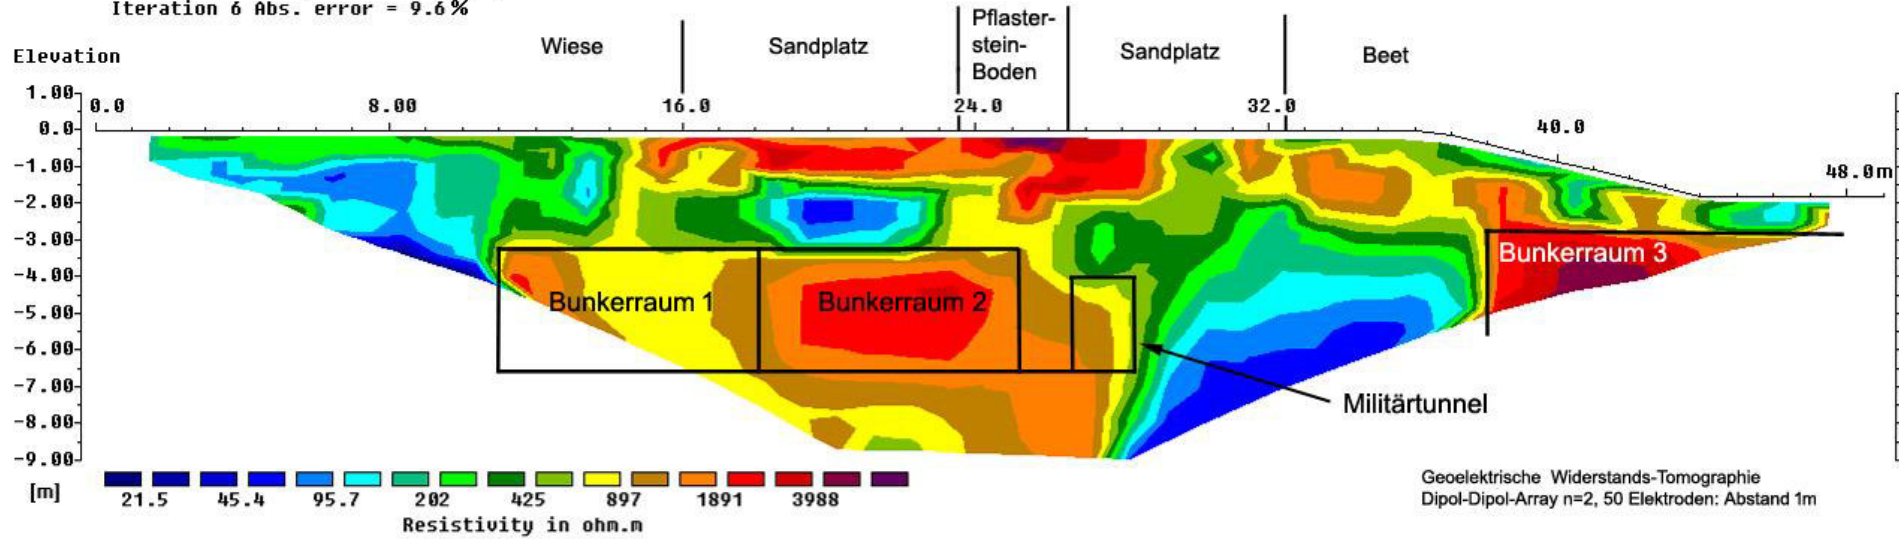 Iteration 6 Abs. error = 9.6%
Wiese
Sandplatz
Pflaster-
stein-
Boden
Sandplatz
Beet
Elevation
1.00
0.0
-1.00
-2.00
-3.00
-4.00
-5.00
-6.00
-7.00
-8.00
-9.00
[m]
0.0 8.00 16.0 24.0 32.0 40.0 48.0m
Bunkerraum 1
Bunkerraum 2
Bunkerraum 3
Militärtunnel
21.5 45.4 95.7 202 425 897 1891 3988
Resistivity in ohm.m
Geoelektrische Widerstands-Tomographie
Dipol-Dipol-Array n=2, 50 Elektroden: Abstand 1m